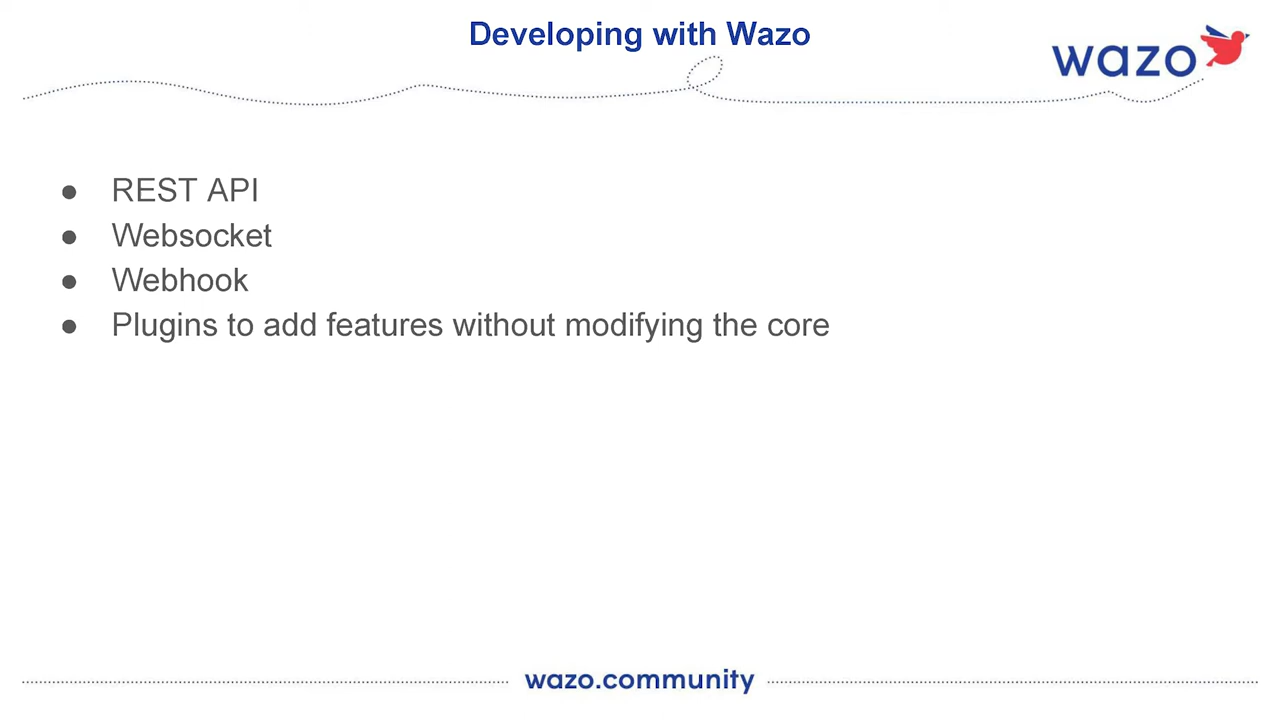 Developing with Wazo
wazo
● REST API
● Websocket
● Webhook
● Plugins to add features without modifying the core
wazo.community